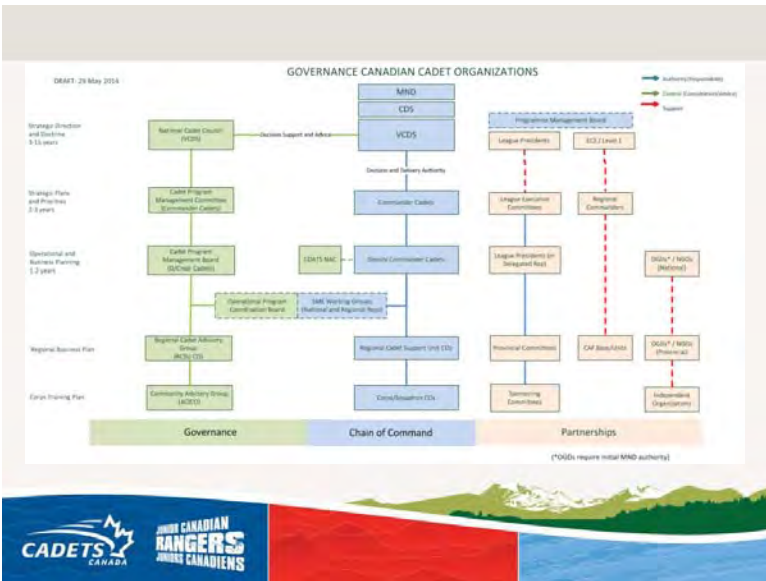 GOVERNANCE CANADIAN CADET ORGANIZATIONS
DRAFT: 29 May 2016
Authority/Responsibility
Control (Consultation/Advice)
Support
MND
CDS
VCDS
Strategic Direction
and Doctrine
5-15 years
National Cadet Council
(VCDS)
Decision Support and Advice
Programme Management Board
League Presidents
ECS / Level 1
Decision and Delivery Authority
Strategic Plans
and Priorities
2-3 years
Cadet Program
Management Committee
(Commander Cadets)
Commander Cadets
League Executive
Committees
Regional
Commanders
Operational and
Business Planning
1-2 years
Cadet Program
Management Board
(D/Cmdr Cadets)
CDATS NAC
Deputy Commander Cadets
League Presidents (or
Delegated Rep)
OGDs* / NGOs
(National)
Operational Program
Coordination Board
SME Working Groups
(National and Regional Reps)
Regional Business Plan
Regional Cadet Advisory
Group
(RCSU CO)
Regional Cadet Support Unit COs
Provincial Committees
CAF Base/Units
OGDs* / NGOs
(Provincial)
Corps Training Plan
Community Advisory Group
Corps/Squadron COs
Sponsoring
Committees
Independent
Organizations
Governance
Chain of Command
Partnerships
(*OGDs require initial MND authority)
CADETS
CANADA
JUNIOR CANADIAN
RANGERS
JUNIORS CANADIENS